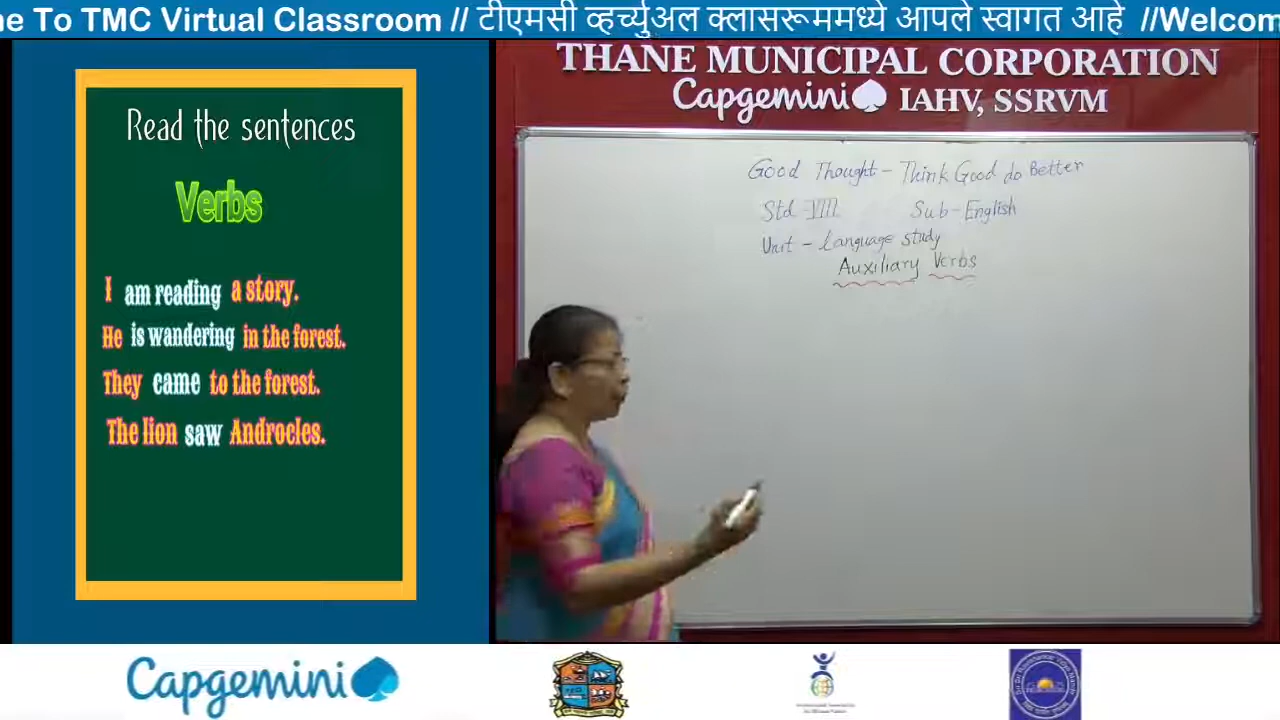 ne To TMC Virtual Classroom // टीएमसी व्हर्च्युअल क्लासरूममध्ये आपले स्वागत आहे //Welcom
Read the sentences
Verbs
I am reading a story.
He is wandering in the forest.
They came to the forest.
The lion saw Androcles.
THANE MUNICIPAL CORPORATION
Capgemini IAHV, SSRVM
Good Thought - Think Good do Better
Std - VIII Sub - English
Unit - Language study
Auxiliary Verbs
Capgemini